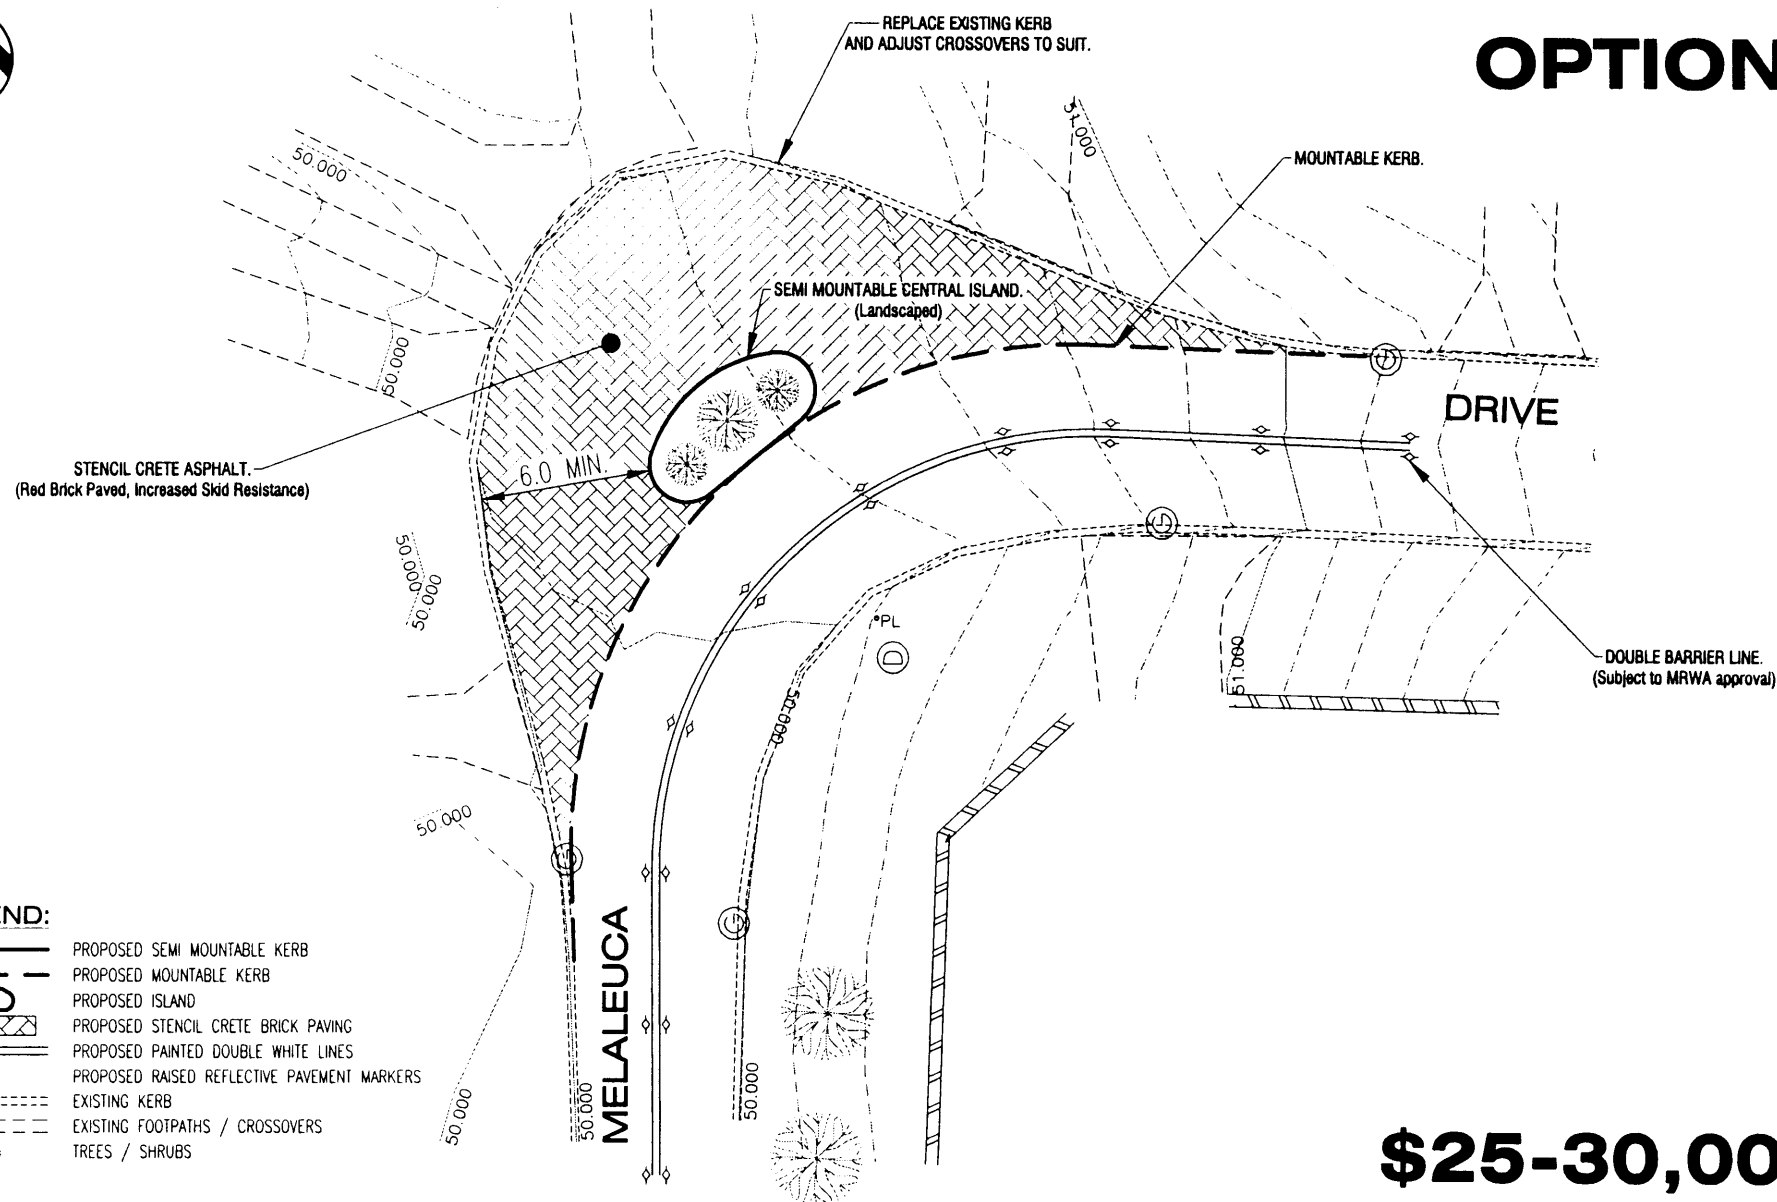 REPLACE EXISTING KERB
AND ADJUST CROSSOVERS TO SUIT.
OPTION
51.000
50.000
MOUNTABLE KERB.
SEMI MOUNTABLE CENTRAL ISLAND.
(Landscaped)
50.000
DRIVE
STENCIL CRETE ASPHALT.
(Red Brick Paved, Increased Skid Resistance)
6.0 MIN.
G
50.000
50.000
PL
D
51.000
DOUBLE BARRIER LINE.
(Subject to MRWA approval)
50.000
50.000
G
G
MELALEUCA
END:
PROPOSED SEMI MOUNTABLE KERB
PROPOSED MOUNTABLE KERB
PROPOSED ISLAND
PROPOSED STENCIL CRETE BRICK PAVING
PROPOSED PAINTED DOUBLE WHITE LINES
PROPOSED RAISED REFLECTIVE PAVEMENT MARKERS
EXISTING KERB
EXISTING FOOTPATHS / CROSSOVERS
TREES / SHRUBS
50.000
50.000
50.000
$25-30,00